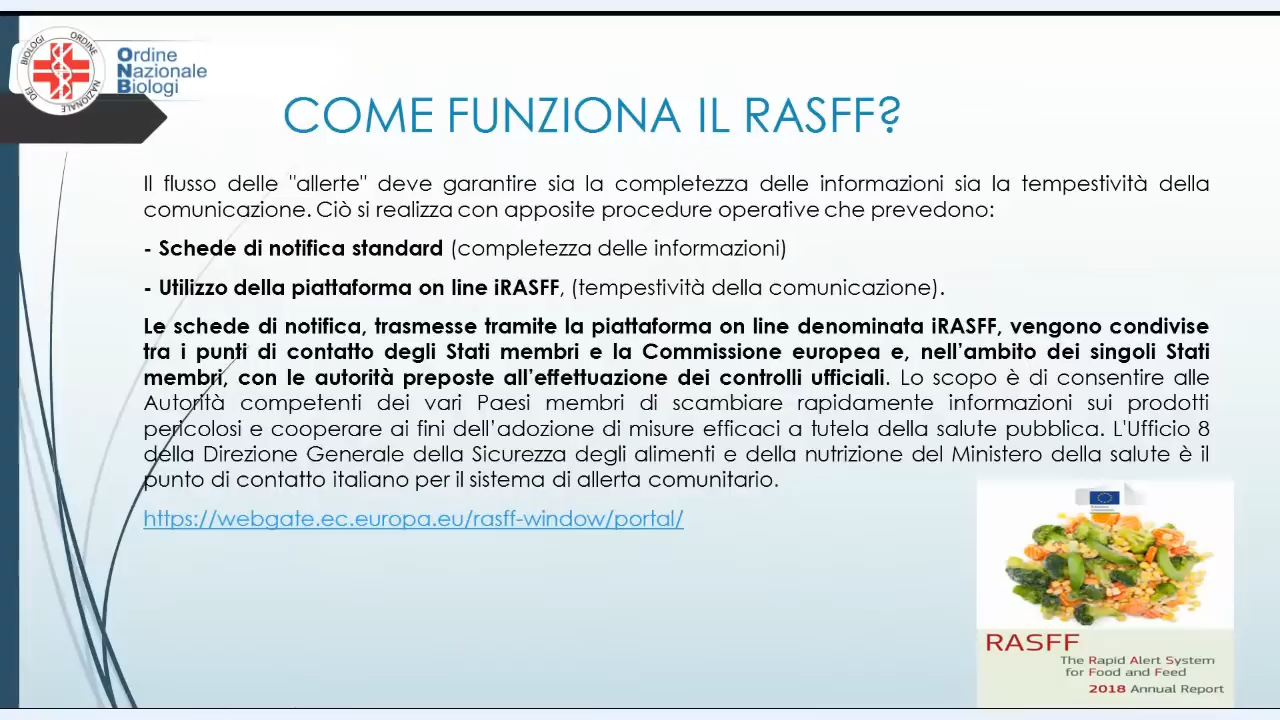 BIOLOGI ORDINE NAZIONALE DEI
Ordine
Nazionale
Biologi
COME FUNZIONA IL RASFF?
Il flusso delle "allerte" deve garantire sia la completezza delle informazioni sia la tempestività della
comunicazione. Ciò si realizza con apposite procedure operative che prevedono:
- Schede di notifica standard (completezza delle informazioni)
- Utilizzo della piattaforma on line iRASFF, (tempestività della comunicazione).
Le schede di notifica, trasmesse tramite la piattaforma on line denominata iRASFF, vengono condivise
tra i punti di contatto degli Stati membri e la Commissione europea e, nell'ambito dei singoli Stati
membri, con le autorità preposte all'effettuazione dei controlli ufficiali. Lo scopo è di consentire alle
Autorità competenti dei vari Paesi membri di scambiare rapidamente informazioni sui prodotti
pericolosi e cooperare ai fini dell'adozione di misure efficaci a tutela della salute pubblica. L'Ufficio 8
della Direzione Generale della Sicurezza degli alimenti e della nutrizione del Ministero della salute è il
punto di contatto italiano per il sistema di allerta comunitario.
https://webgate.ec.europa.eu/rasff-window/portal/
RASFF
The Rapid Alert System
for Food and Feed
2018 Annual Report